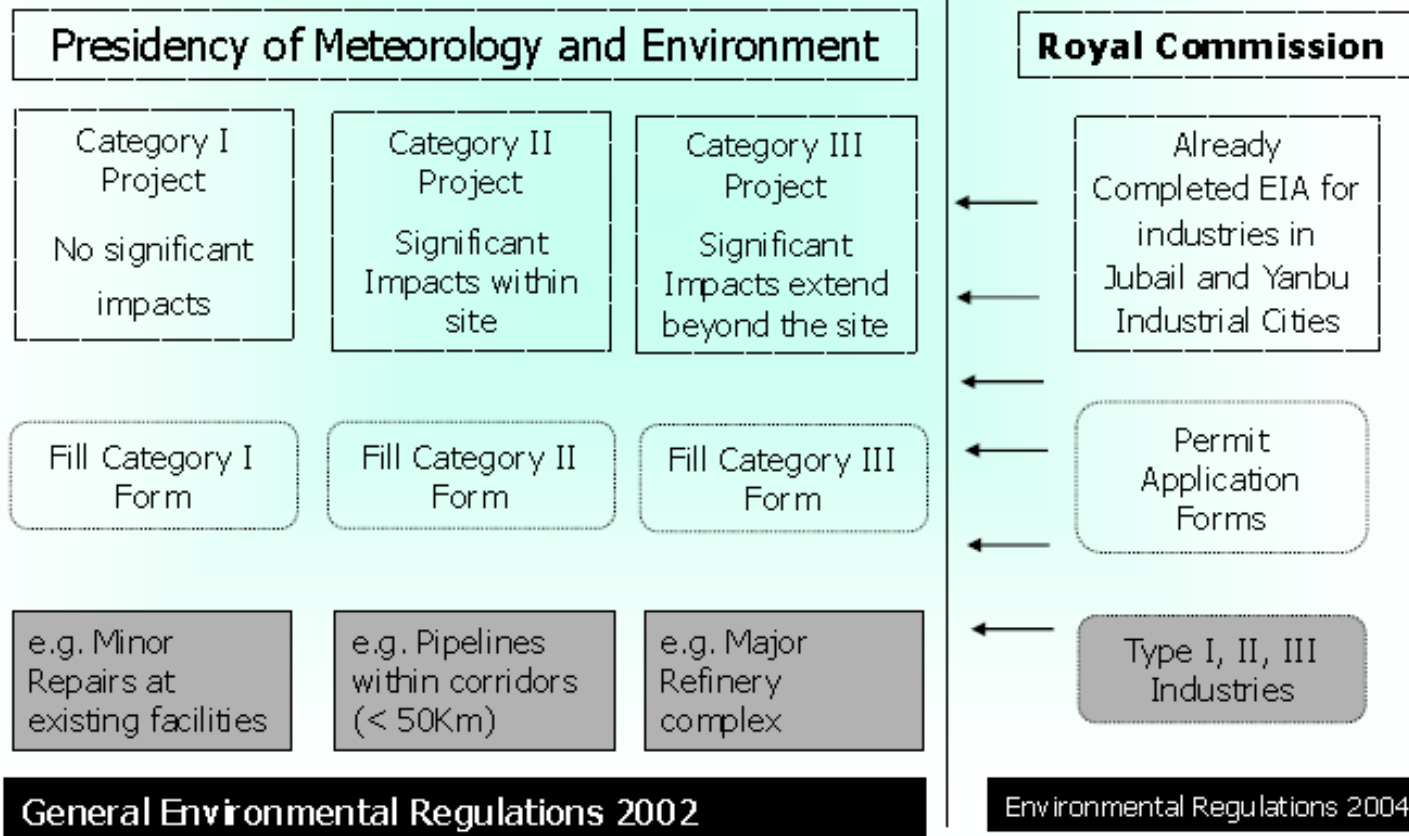 Presidency of Meteorology and Environment
Category I
Project
No significant
impacts
Category II
Project
Significant
Impacts within
site
Category III
Project
Significant
Impacts extend
beyond the site
Fill Category I
Form
Fill Category II
Form
Fill Category III
Form
e.g. Minor
Repairs at
existing facilities
e.g. Pipelines
within corridors
(< 50Km)
e.g. Major
Refinery
complex
General Environmental Regulations 2002
Royal Commission
Already
Completed EIA for
industries in
Jubail and Yanbu
Industrial Cities
Permit
Application
Forms
Type I, II, III
Industries
Environmental Regulations 2004